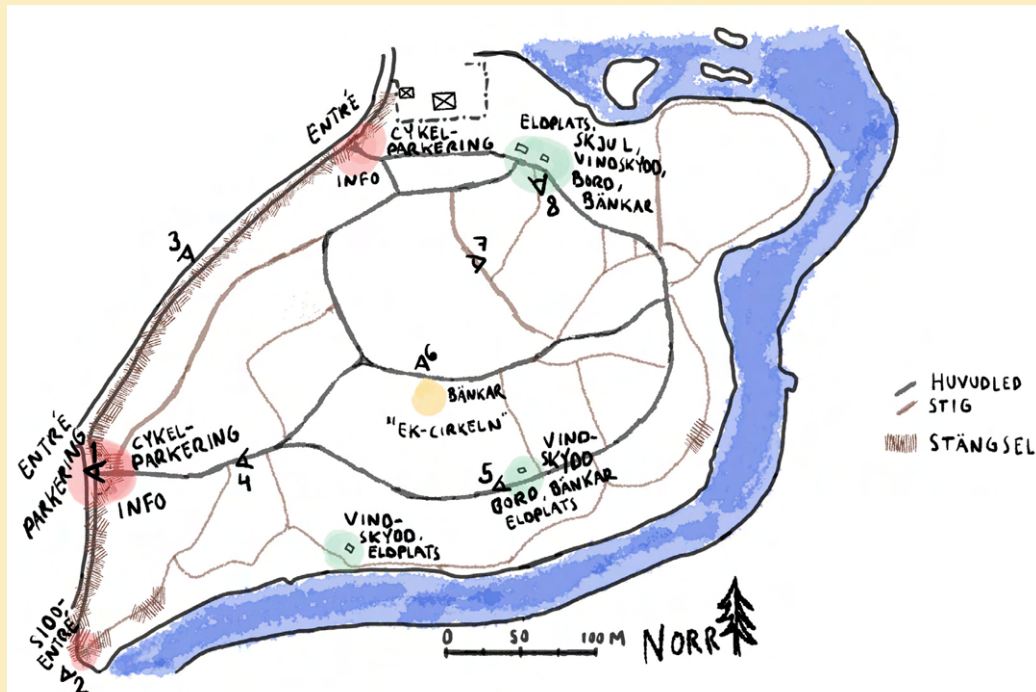 ENTRÉ
CYKEL-
PARKERING
INFO
ELDPLATS,
SKJUL,
VINDSKYDD,
BORD,
BÄNKAR
8
3
7
6
BÄNKAR
"EK-CIRKELN"
HUVUDLED
STIG
STÄNGSEL
ENTRÉ
PARKERING
1
CYKEL-
PARKERING
INFO
4
5
VIND-
SKYDD
BORD, BÄNKAR
ELDPLATS
VIND-
SKYDD,
ELDPLATS
SIDO-
ENTRÉ
2
0 50 100 M
NORR